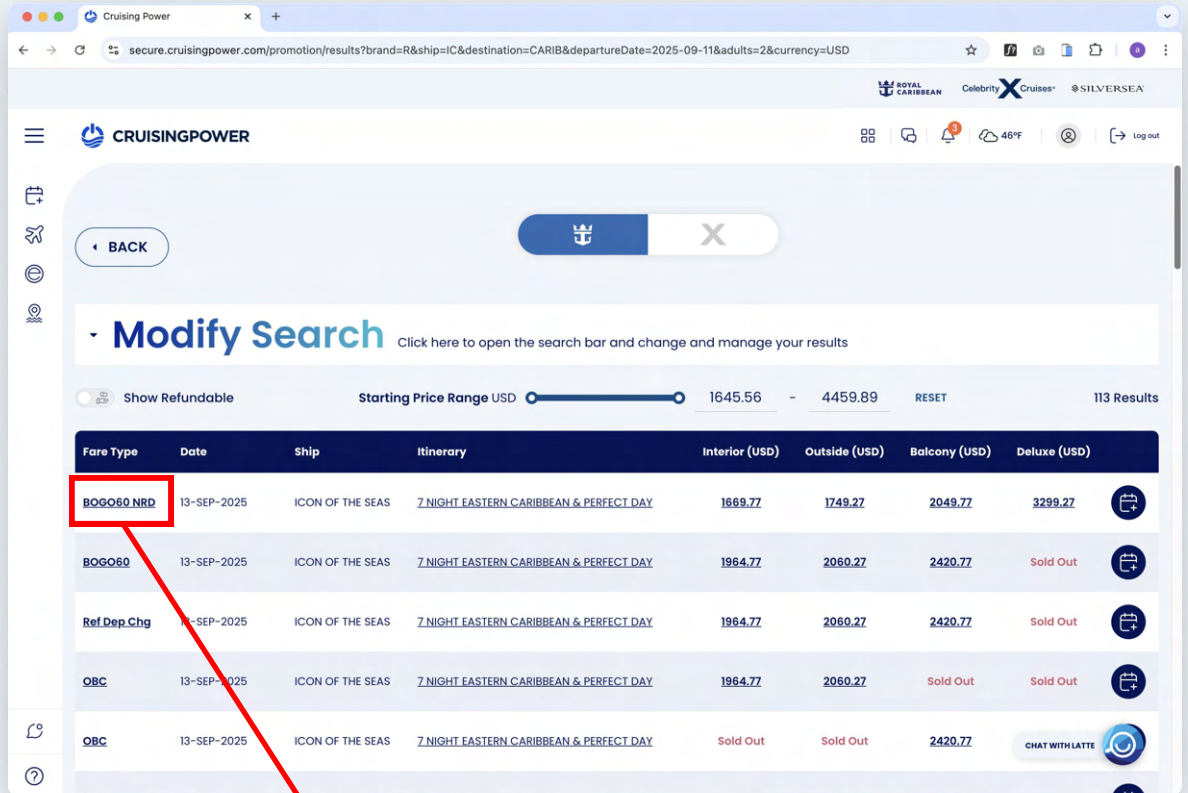 Cruising Power
secure.cruisingpower.com/promotion/results?brand=R&ship=IC&destination=CARIB&departureDate=2025-09-11&adults=2&currency=USD
f?
a
ROYAL CARIBBEAN Celebrity X Cruises® SILVERSEA
CRUISINGPOWER
3
46°F
Log out
BACK
X
Modify Search Click here to open the search bar and change and manage your results
Show Refundable Starting Price Range USD 1645.56 - 4459.89 RESET 113 Results
Fare Type Date Ship Itinerary Interior (USD) Outside (USD) Balcony (USD) Deluxe (USD)
BOGO60 NRD 13-SEP-2025 ICON OF THE SEAS 7 NIGHT EASTERN CARIBBEAN & PERFECT DAY 1669.77 1749.27 2049.77 3299.27
BOGO60 13-SEP-2025 ICON OF THE SEAS 7 NIGHT EASTERN CARIBBEAN & PERFECT DAY 1964.77 2060.27 2420.77 Sold Out
Ref Dep Chg 13-SEP-2025 ICON OF THE SEAS 7 NIGHT EASTERN CARIBBEAN & PERFECT DAY 1964.77 2060.27 2420.77 Sold Out
OBC 13-SEP-2025 ICON OF THE SEAS 7 NIGHT EASTERN CARIBBEAN & PERFECT DAY 1964.77 2060.27 Sold Out Sold Out
OBC 13-SEP-2025 ICON OF THE SEAS 7 NIGHT EASTERN CARIBBEAN & PERFECT DAY Sold Out Sold Out 2420.77
CHAT WITH LATTE